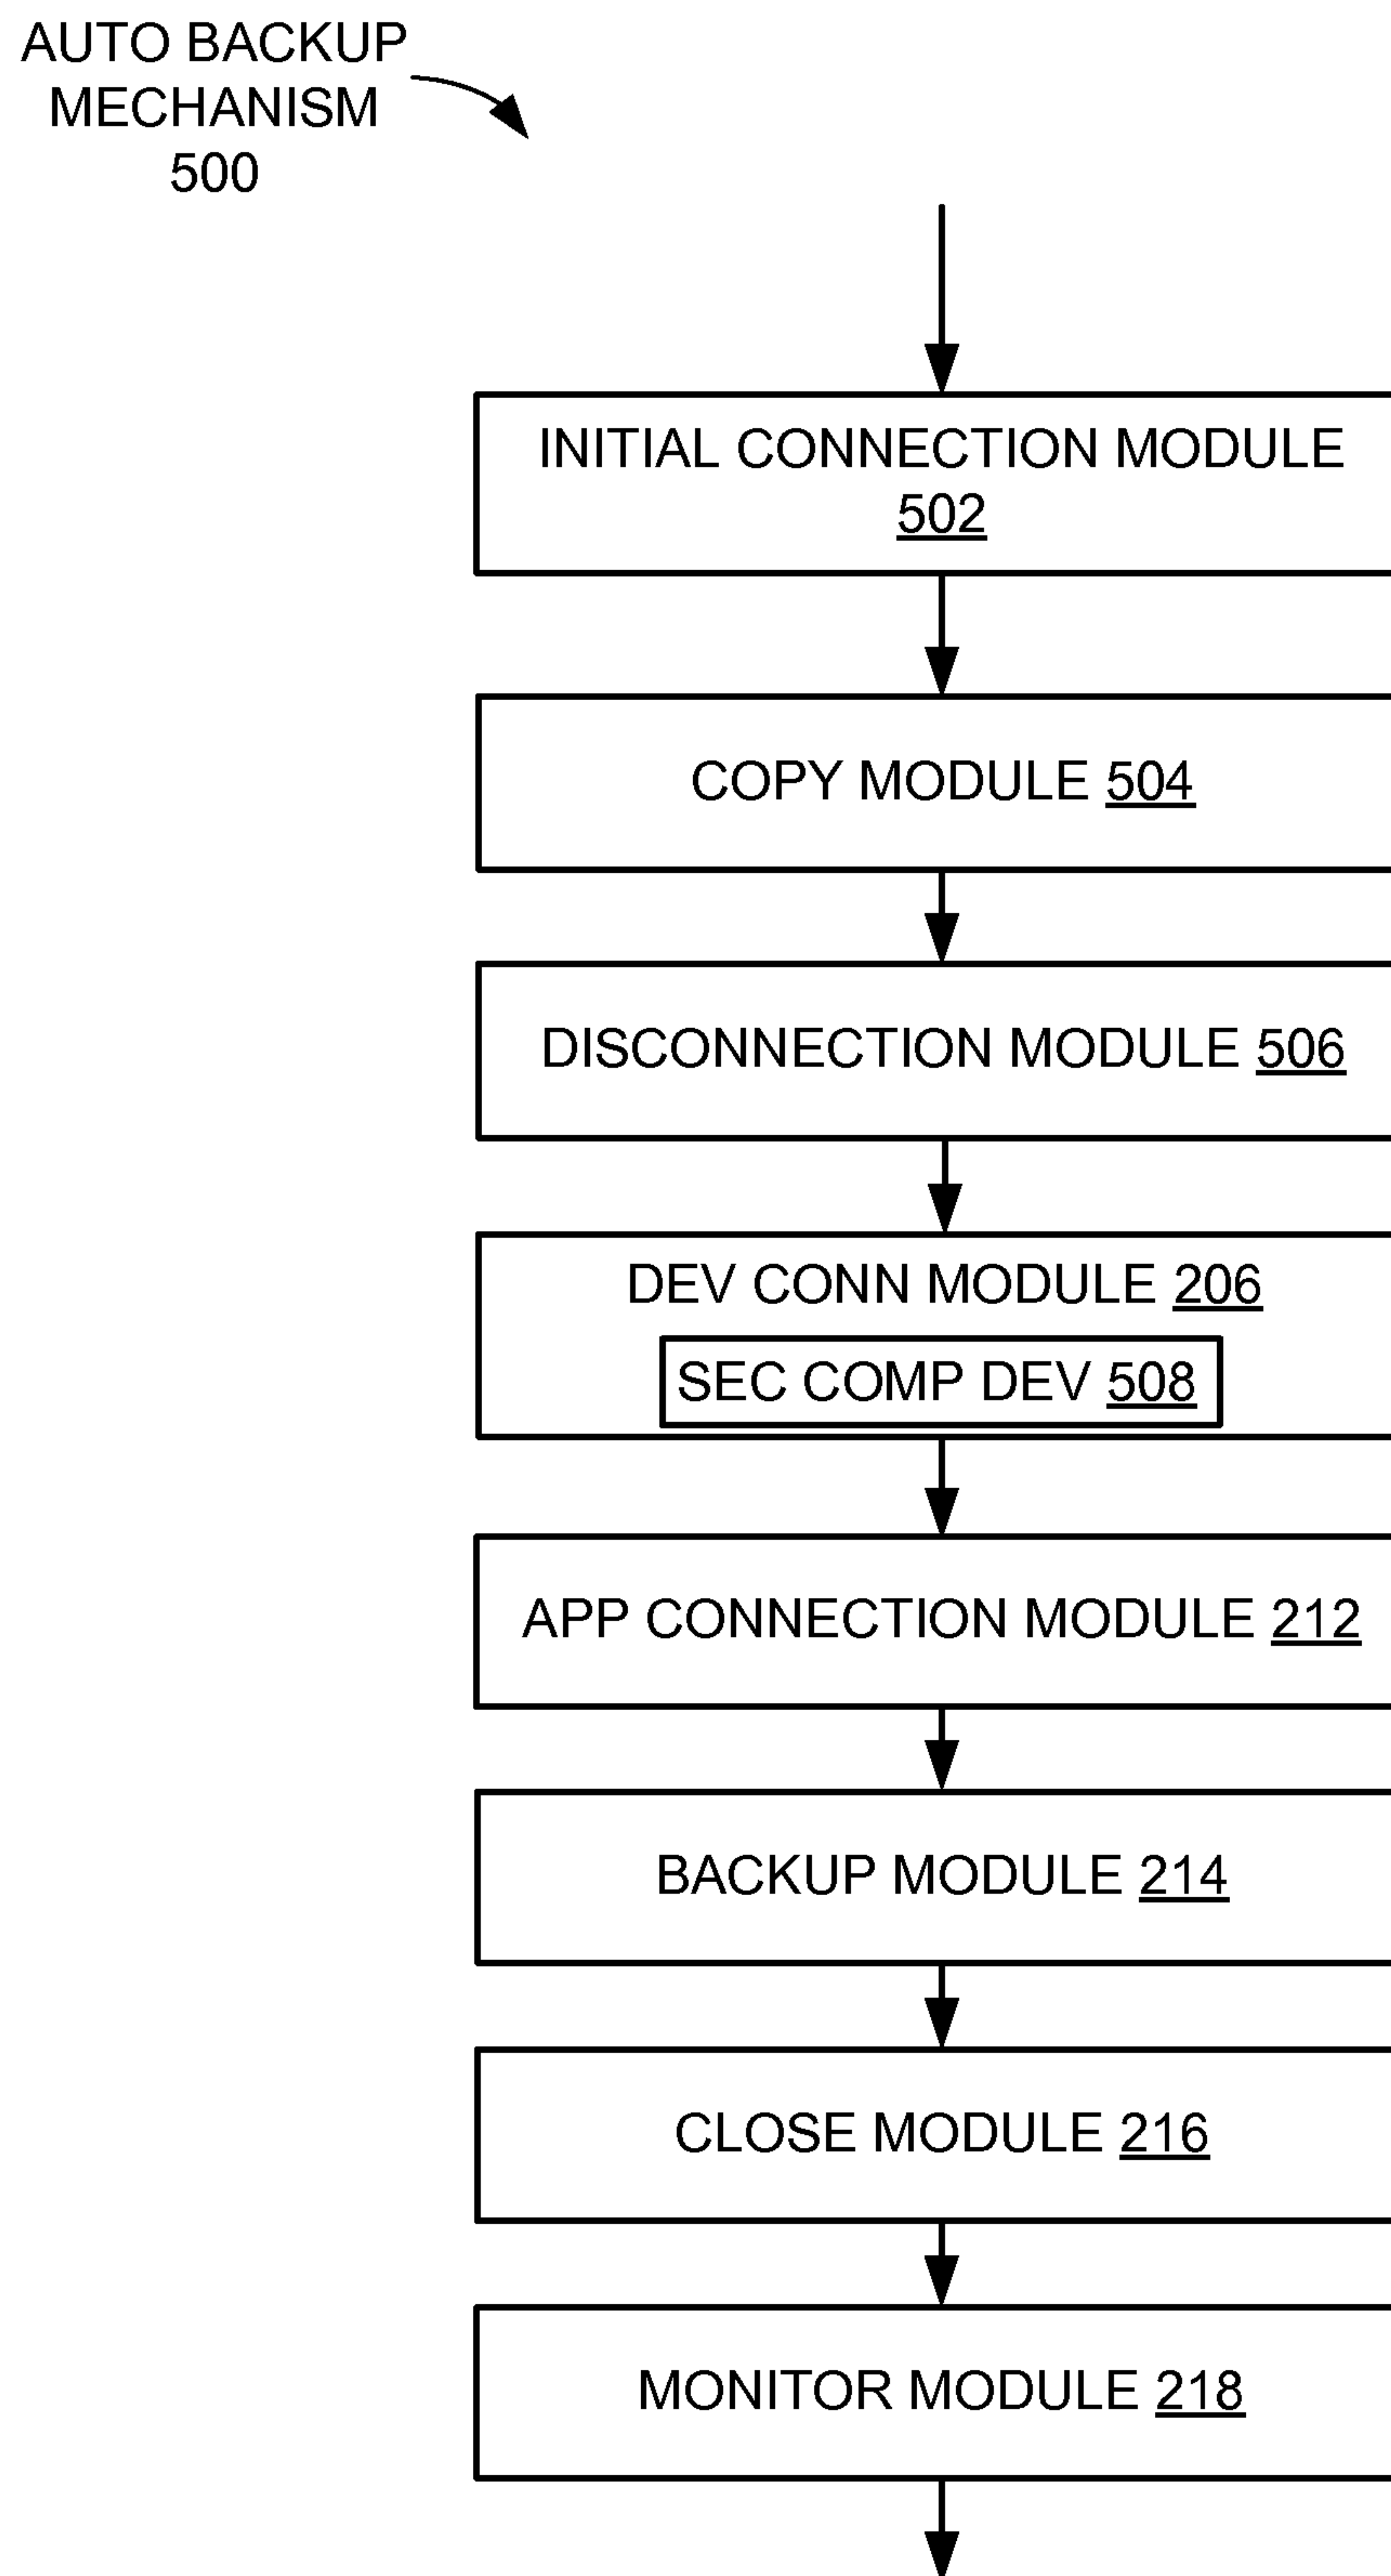 AUTO BACKUP
MECHANISM
500
INITIAL CONNECTION MODULE
502
COPY MODULE 504
DISCONNECTION MODULE 506
DEV CONN MODULE 206
SEC COMP DEV 508
APP CONNECTION MODULE 212
BACKUP MODULE 214
CLOSE MODULE 216
MONITOR MODULE 218